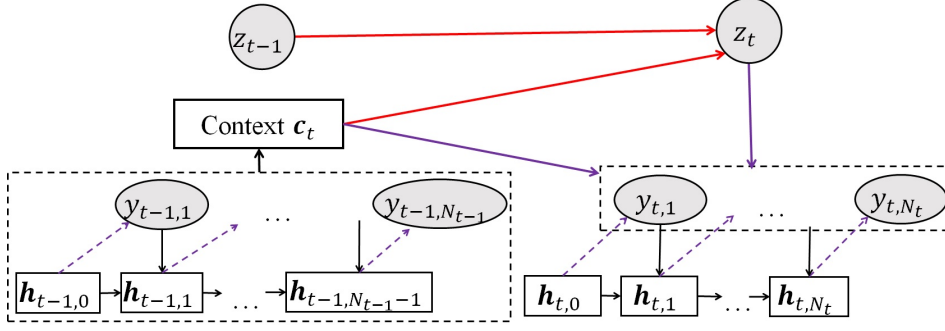 z_{t−1} z_t
Context c_t
y_{t−1,1} ... y_{t−1,N_{t−1}} y_{t,1} ... y_{t,N_t}
h_{t−1,0} h_{t−1,1} ... h_{t−1,N_{t−1}−1} h_{t,0} h_{t,1} ... h_{t,N_t}